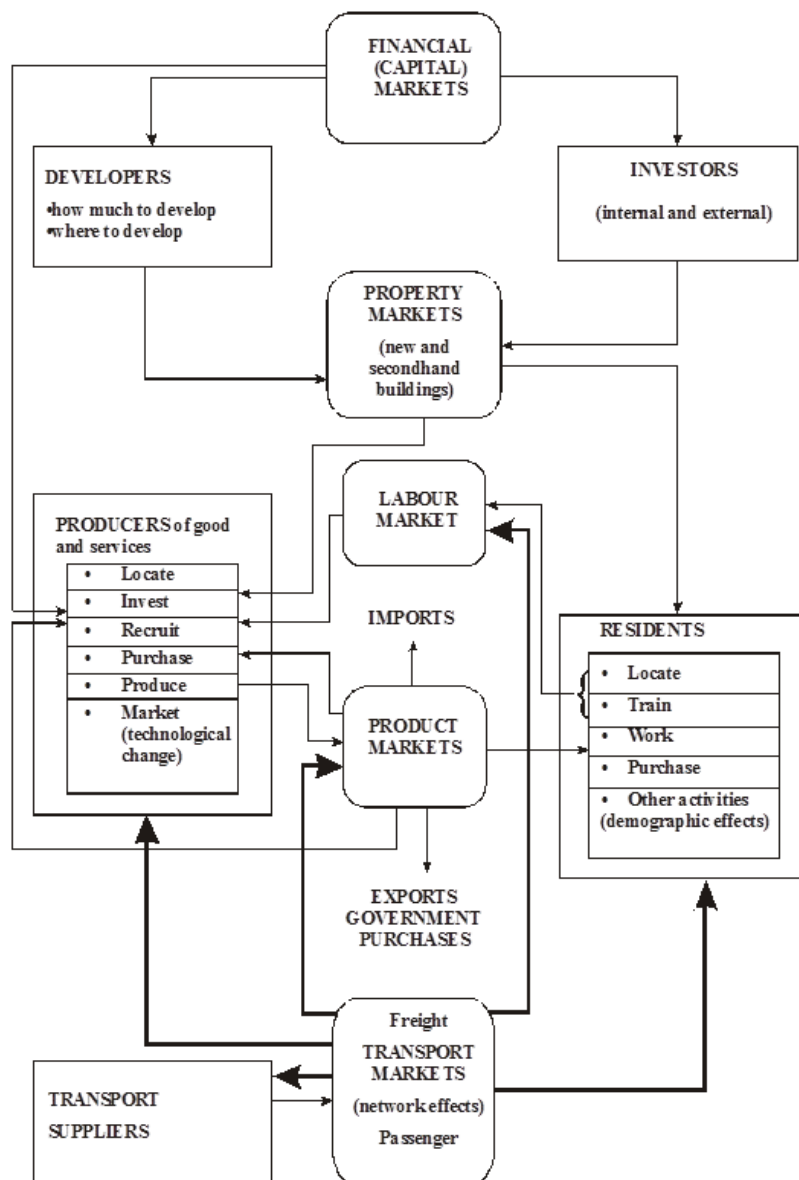 FINANCIAL
(CAPITAL)
MARKETS
DEVELOPERS
•how much to develop
•where to develop
INVESTORS
(internal and external)
PROPERTY
MARKETS
(new and
secondhand
buildings)
LABOUR
MARKET
PRODUCERS of good
and services
• Locate
• Invest
• Recruit
• Purchase
• Produce
• Market
(technological
change)
IMPORTS
PRODUCT
MARKETS
EXPORTS
GOVERNMENT
PURCHASES
RESIDENTS
• Locate
• Train
• Work
• Purchase
• Other activities
(demographic effects)
Freight
TRANSPORT
MARKETS
(network effects)
Passenger
TRANSPORT
SUPPLIERS